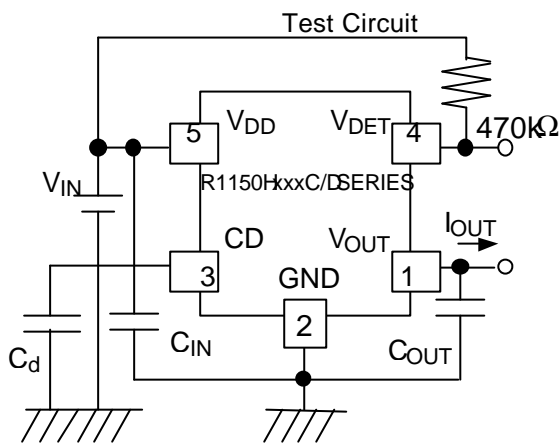 Test Circuit
5
VDD
VDET
4
470kΩ
R1150HxxxC/D SERIES
VIN
CD
VOUT
IOUT
3
GND
1
2
Cd
CIN
COUT